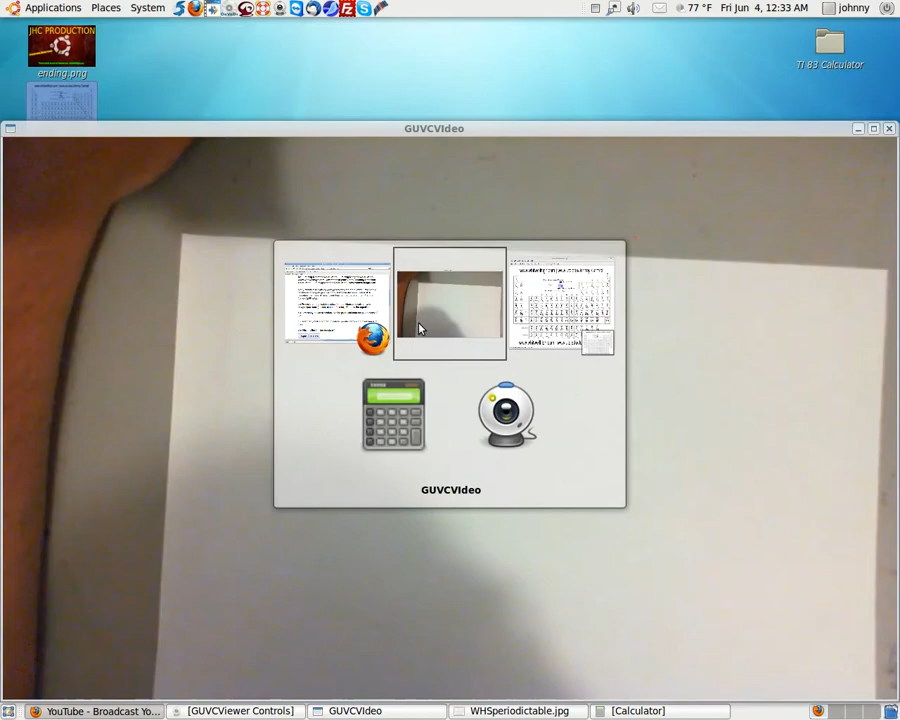 Applications Places System
77 °F Fri Jun 4, 12:33 AM johnny
JHC PRODUCTION
ending.png
TI 83 Calculator
GUVCVIdeo
GUVCVIdeo
YouTube - Broadcast Yo...
[GUVCViewer Controls]
GUVCVIdeo
WHSperiodictable.jpg
[Calculator]